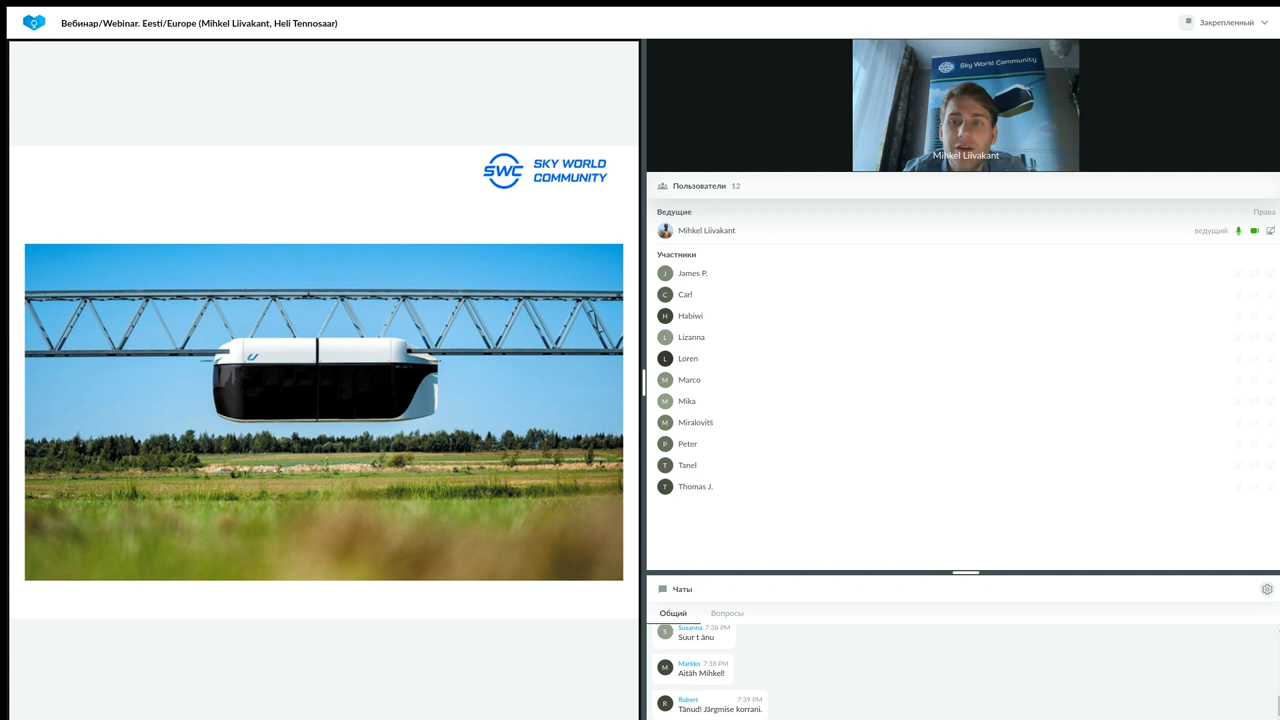 Вебинар/Webinar. Eesti/Europe (Mihkel Liivakant, Heli Tennosaar)
Закрепленный
SWC SKY WORLD
COMMUNITY
Sky World Community
Mihkel Liivakant
Пользователи 12
Ведущие Права
Mihkel Liivakant ведущий
Участники
J James P.
C Carl
H Habiwi
L Lizanna
L Loren
M Marco
M Mika
M Miralovitš
P Peter
T Tanel
T Thomas J.
Чаты
Общий Вопросы
S Susanna 7:38 PM
Suur t änu
M Markko 7:38 PM
Aitäh Mihkel!
R Robert 7:39 PM
Tänud! Järgmise korrani.